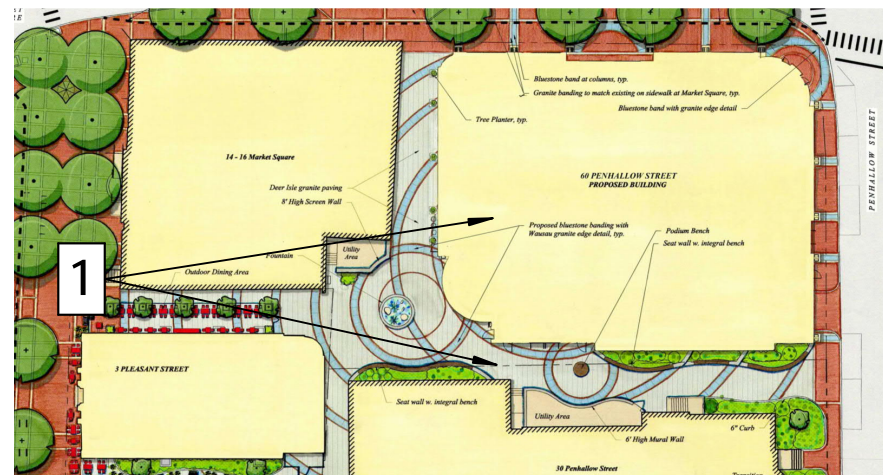 Bluestone band at columns, typ.
Granite banding to match existing on sidewalk at Market Square, typ.
Bluestone band with granite edge detail
Tree Planter, typ.
PENHALLOW STREET
14 - 16 Market Square
60 PENHALLOW STREET
PROPOSED BUILDING
Deer Isle granite paving
8' High Screen Wall
Proposed bluestone banding with
Wausau granite edge detail, typ.
Podium Bench
Seat wall w. integral bench
Utility
Area
Fountain
1
Outdoor Dining Area
3 PLEASANT STREET
Seat wall w. integral bench
Utility Area
6" Curb
6' High Mural Wall
30 Penhallow Street